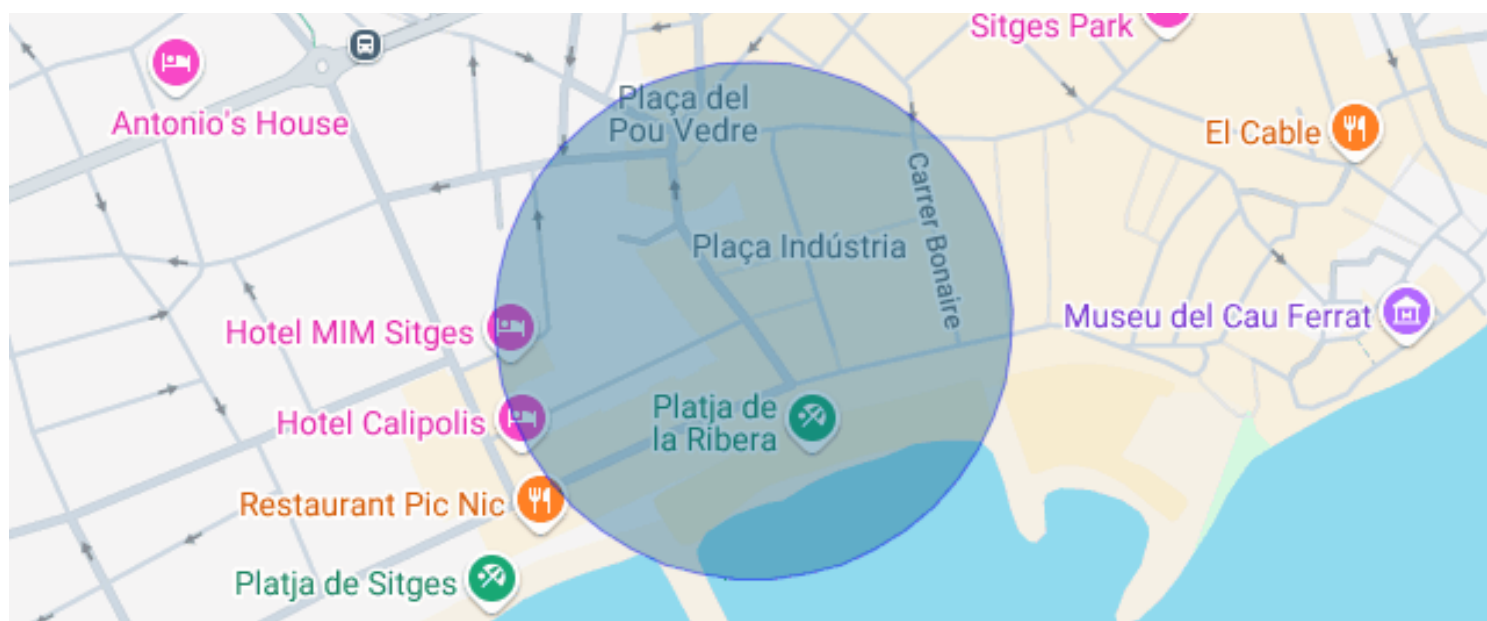 Sitges Park
Antonio's House
Plaça del
Pou Vedre
El Cable
Carrer Bonaire
Plaça Indústria
Hotel MIM Sitges
Museu del Cau Ferrat
Hotel Calipolis
Platja de
la Ribera
Restaurant Pic Nic
Platja de Sitges